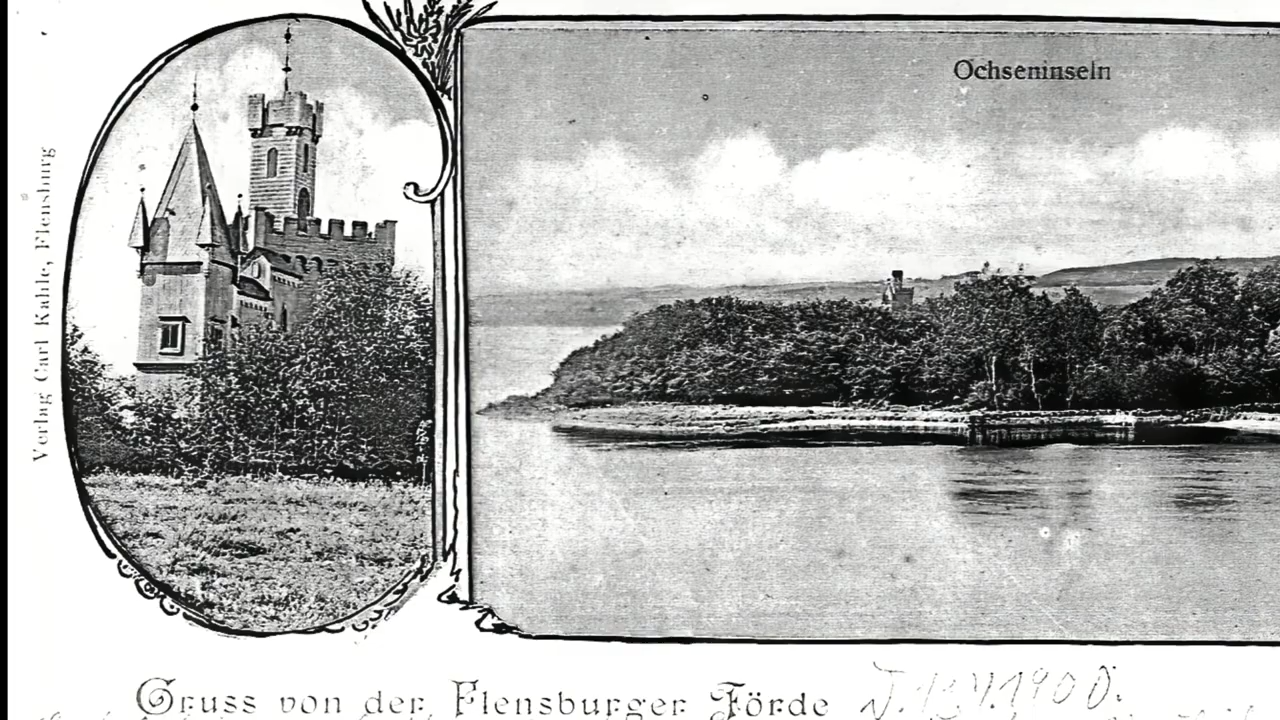 Ochseninseln
Verlag Carl Kahle, Flensburg
Gruss von der Flensburger Förde